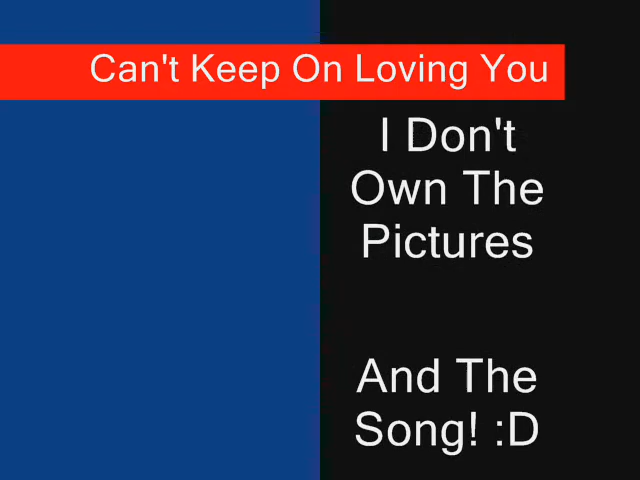 Can't Keep On Loving You
I Don't
Own The
Pictures
And The
Song! :D